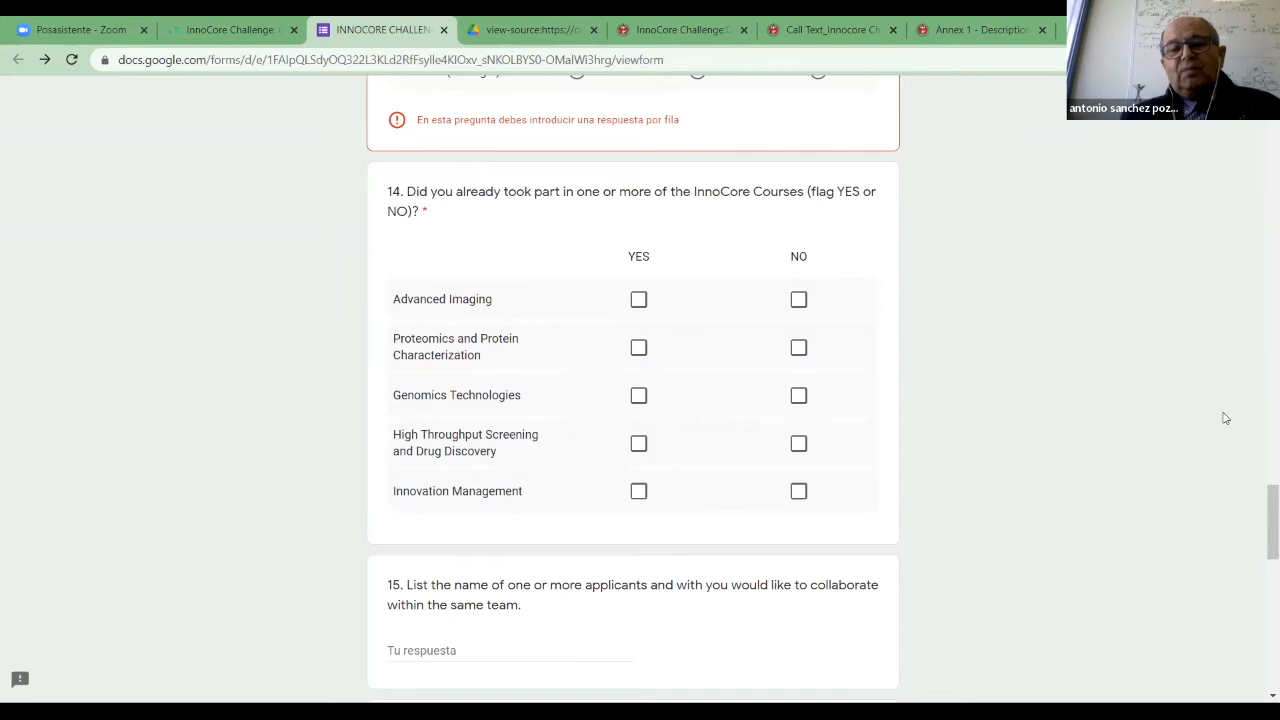 Posasistente - Zoom
InnoCore Challenge:
INNOCORE CHALLEN
view-source:https://d
InnoCore Challenge:
Call Text_Innocore Ch
Annex 1 - Description
docs.google.com/forms/d/e/1FAIpQLSdyOQ322L3KLd2RfFsylle4KIOxv_sNKOLBYS0-OMalWi3hrg/viewform
antonio sanchez poz...
En esta pregunta debes introducir una respuesta por fila
14. Did you already took part in one or more of the InnoCore Courses (flag YES or
NO)? *
YES NO
Advanced Imaging
Proteomics and Protein
Characterization
Genomics Technologies
High Throughput Screening
and Drug Discovery
Innovation Management
15. List the name of one or more applicants and with you would like to collaborate
within the same team.
Tu respuesta